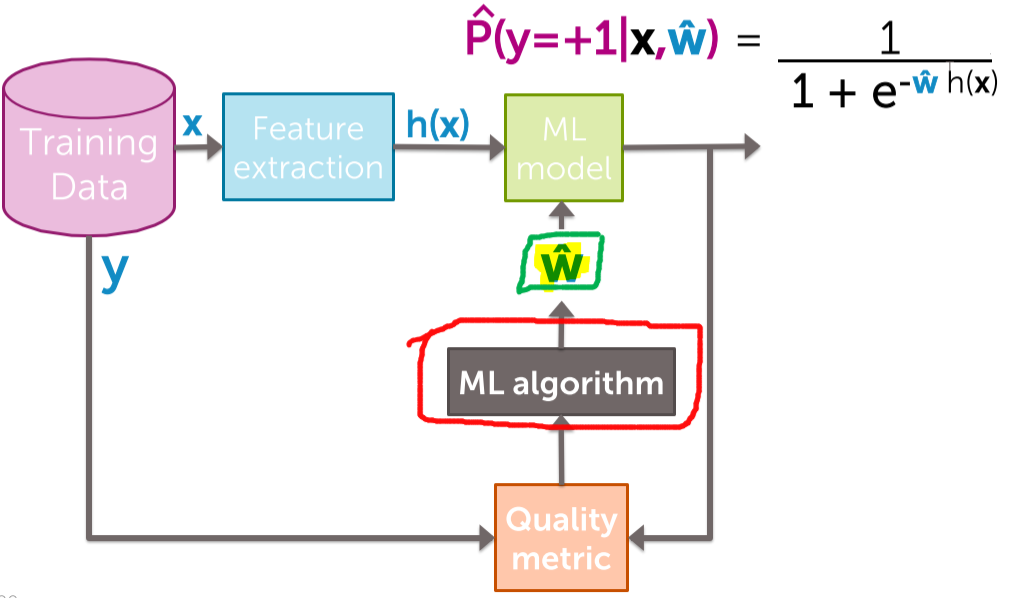 P̂(y=+1|x,ŵ) = 1
1 + e^-ŵ h(x)
Training
Data
x
Feature
extraction
h(x)
ML
model
y
ŵ
ML algorithm
Quality
metric